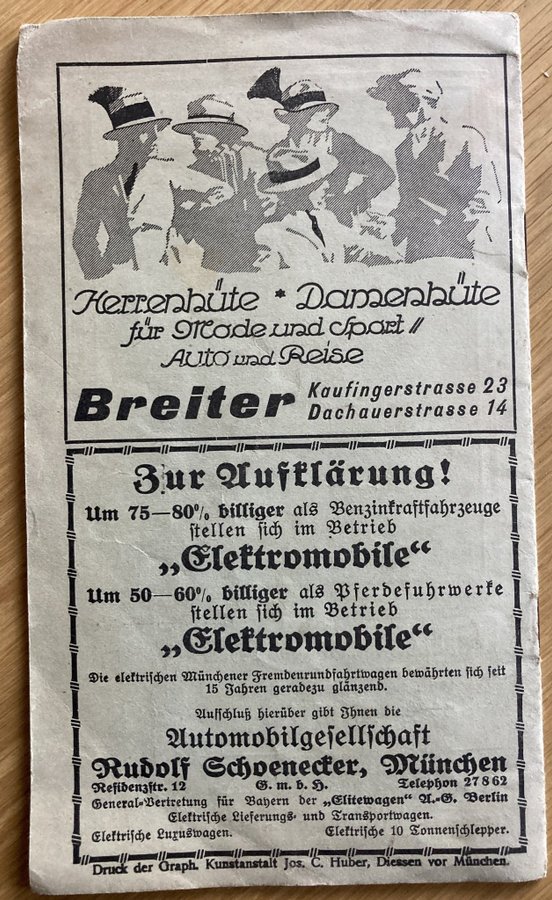 Herrenhüte * Damenhüte
für Mode und Sport //
Auto und Reise
Breiter Kaufingerstrasse 23
Dachauerstrasse 14
Zur Aufklärung!
Um 75—80% billiger als Benzinkraftfahrzeuge
stellen sich im Betrieb
„Elektromobile“
Um 50—60% billiger als Pferdefuhrwerke
stellen sich im Betrieb
„Elektromobile“
Die elektrischen Münchener Fremdenrundfahrtwagen bewährten sich seit
15 Jahren geradezu glänzend.
Aufschluß hierüber gibt Ihnen die
Automobilgesellschaft
Rudolf Schoenecker, München
Residenzstr. 12 G. m. b. H. Telephon 27862
General-Vertretung für Bayern der „Elitewagen“ A.-G. Berlin
Elektrische Lieferungs- und Transportwagen.
Elektrische Luxuswagen. Elektrische 10 Tonnenschlepper.
Druck der Graph. Kunstanstalt Jos. C. Huber, Diessen vor München.